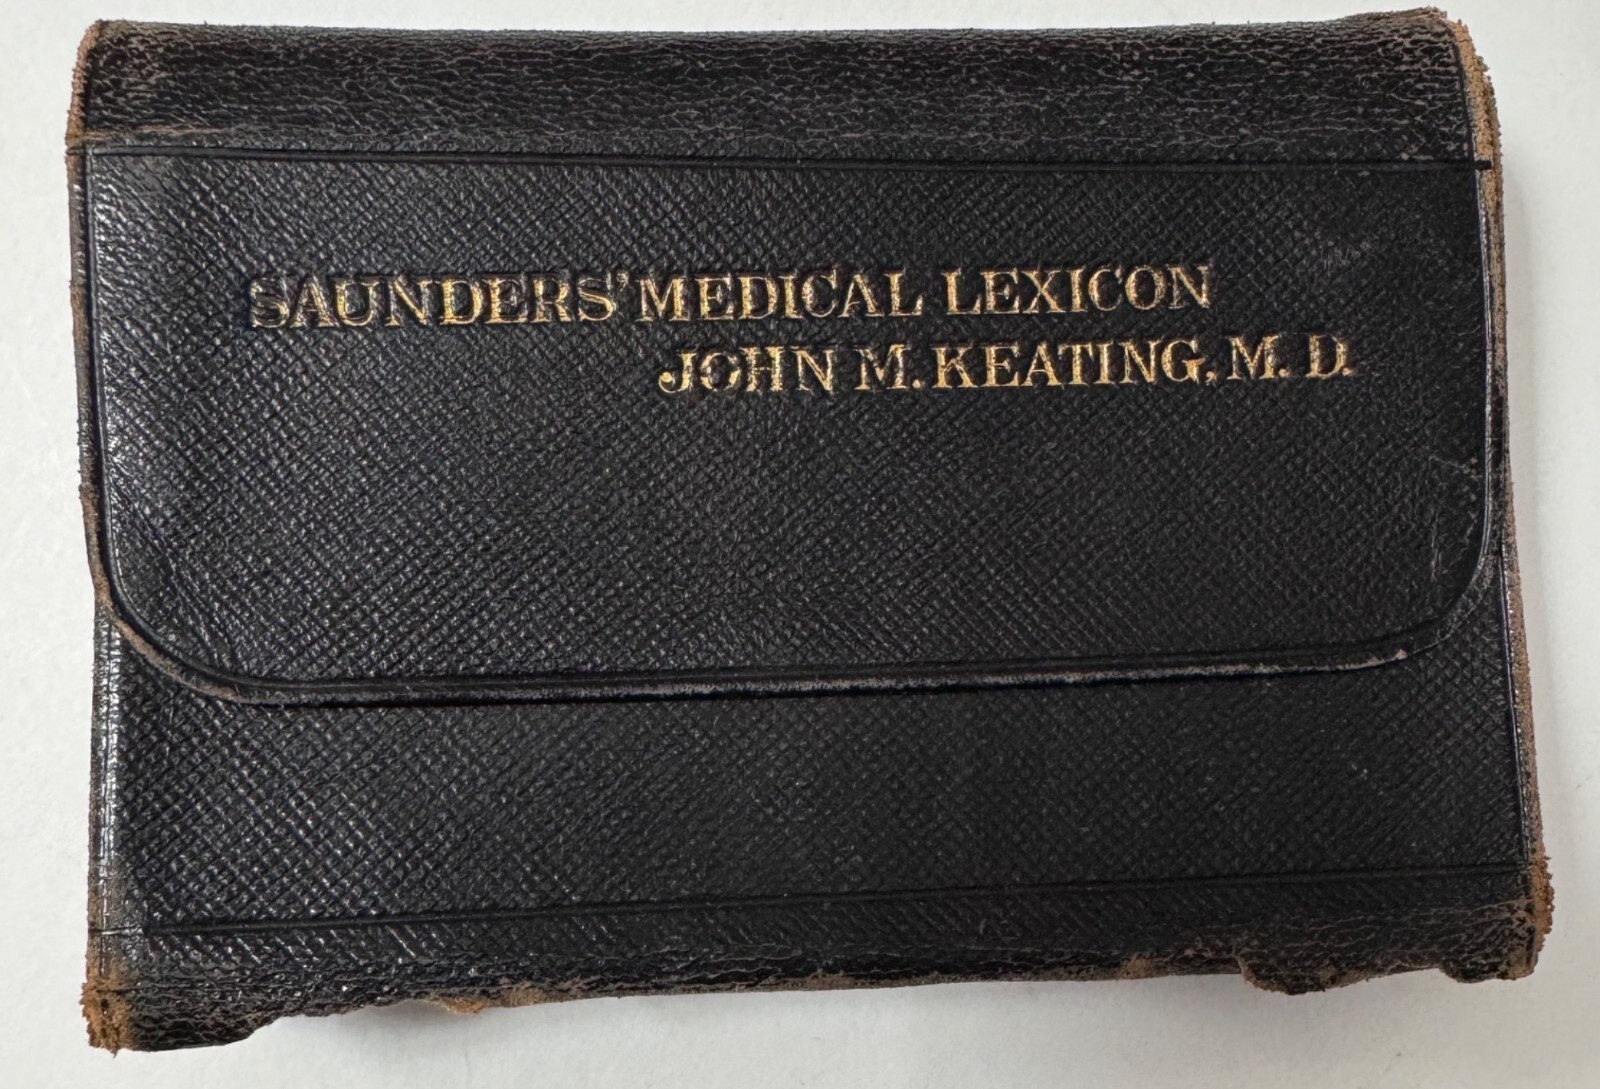 SAUNDERS' MEDICAL LEXICON
JOHN M. KEATING, M. D.